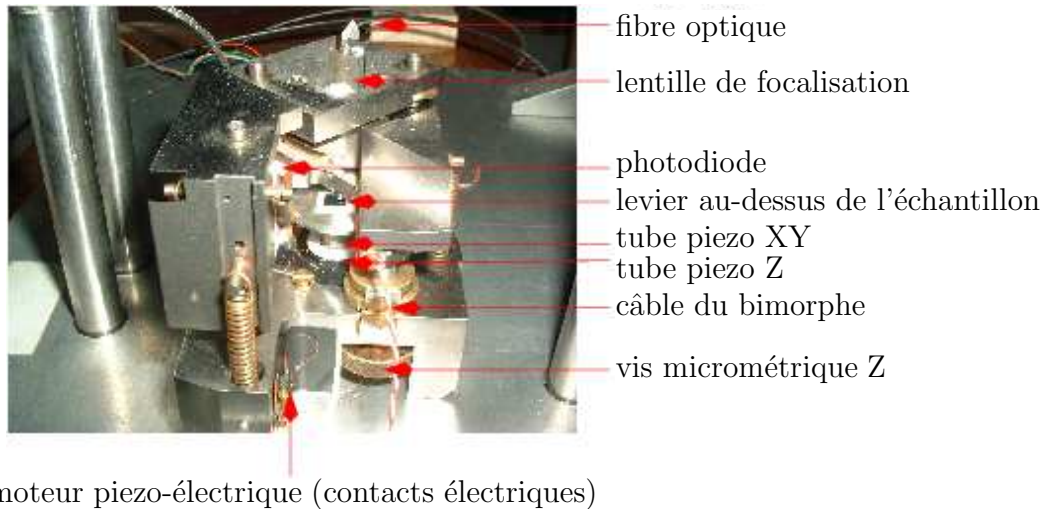 fibre optique
lentille de focalisation
photodiode
levier au-dessus de l'échantillon
tube piezo XY
tube piezo Z
câble du bimorphe
vis micrométrique Z
moteur piezo-électrique (contacts électriques)